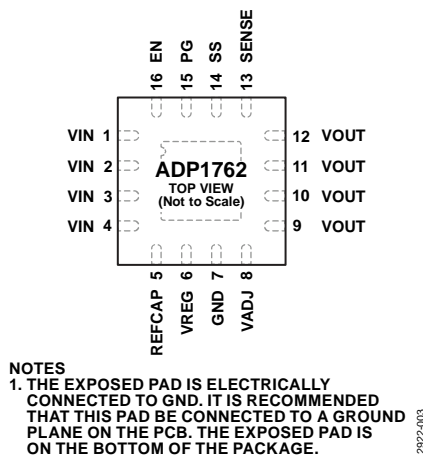 16 EN
15 PG
14 SS
13 SENSE
VIN 1
VIN 2
VIN 3
VIN 4
ADP1762
TOP VIEW
(Not to Scale)
12 VOUT
11 VOUT
10 VOUT
9 VOUT
REFCAP 5
VREG 6
GND 7
VADJ 8
NOTES
1. THE EXPOSED PAD IS ELECTRICALLY
CONNECTED TO GND. IT IS RECOMMENDED
THAT THIS PAD BE CONNECTED TO A GROUND
PLANE ON THE PCB. THE EXPOSED PAD IS
ON THE BOTTOM OF THE PACKAGE.
2922-003